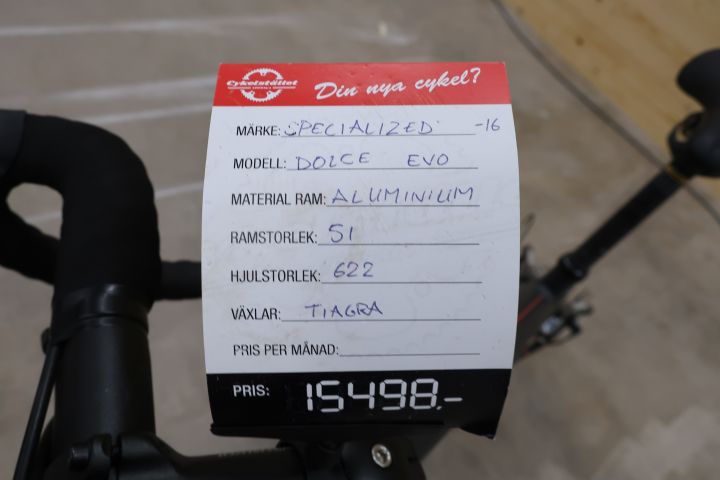 Cykelstället
Din nya cykel?
MÄRKE: SPECIALIZED -16
MODELL: DOLCE EVO
MATERIAL RAM: ALUMINIUM
RAMSTORLEK: 51
HJULSTORLEK: 622
VÄXLAR: TIAGRA
PRIS PER MÅNAD:
PRIS: 15498.-